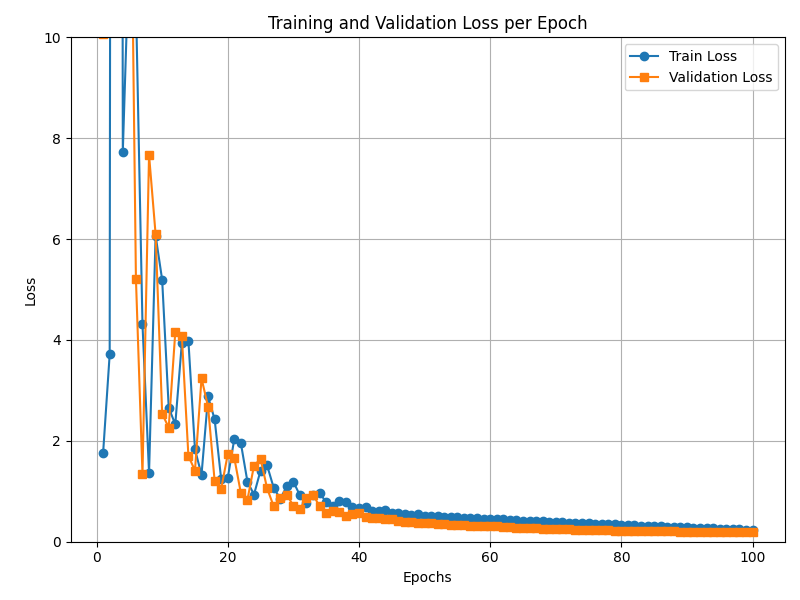 Training and Validation Loss per Epoch
Train Loss
Validation Loss
10
8
6
4
2
0
Loss
0 20 40 60 80 100
Epochs